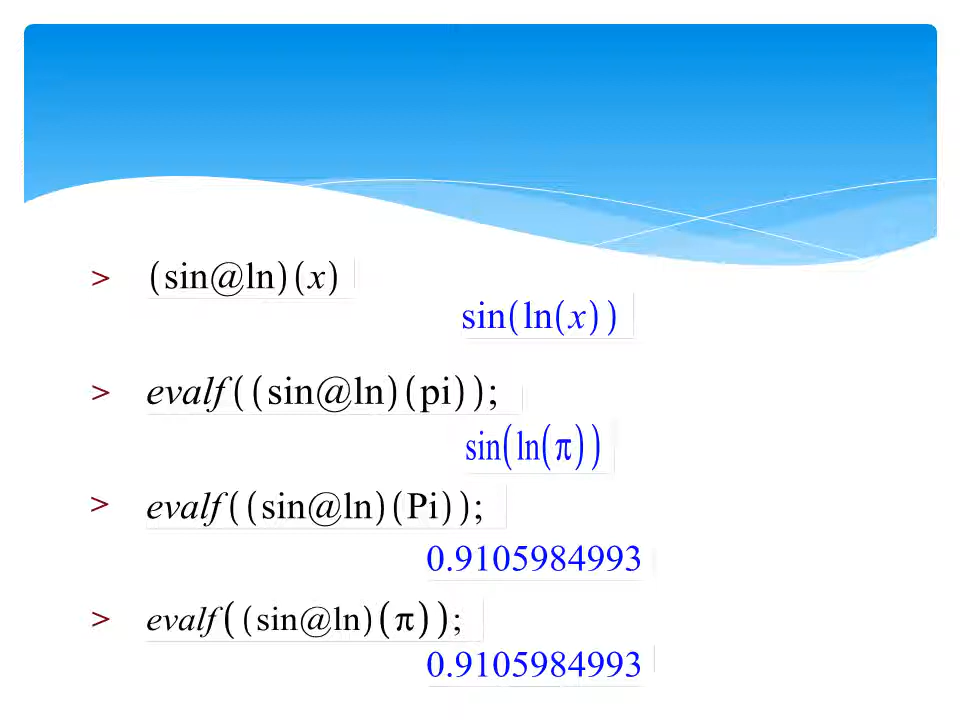 > (sin@ln)(x)
sin(ln(x))
> evalf((sin@ln)(pi));
sin(ln(π))
> evalf((sin@ln)(Pi));
0.9105984993
> evalf((sin@ln)(π));
0.9105984993